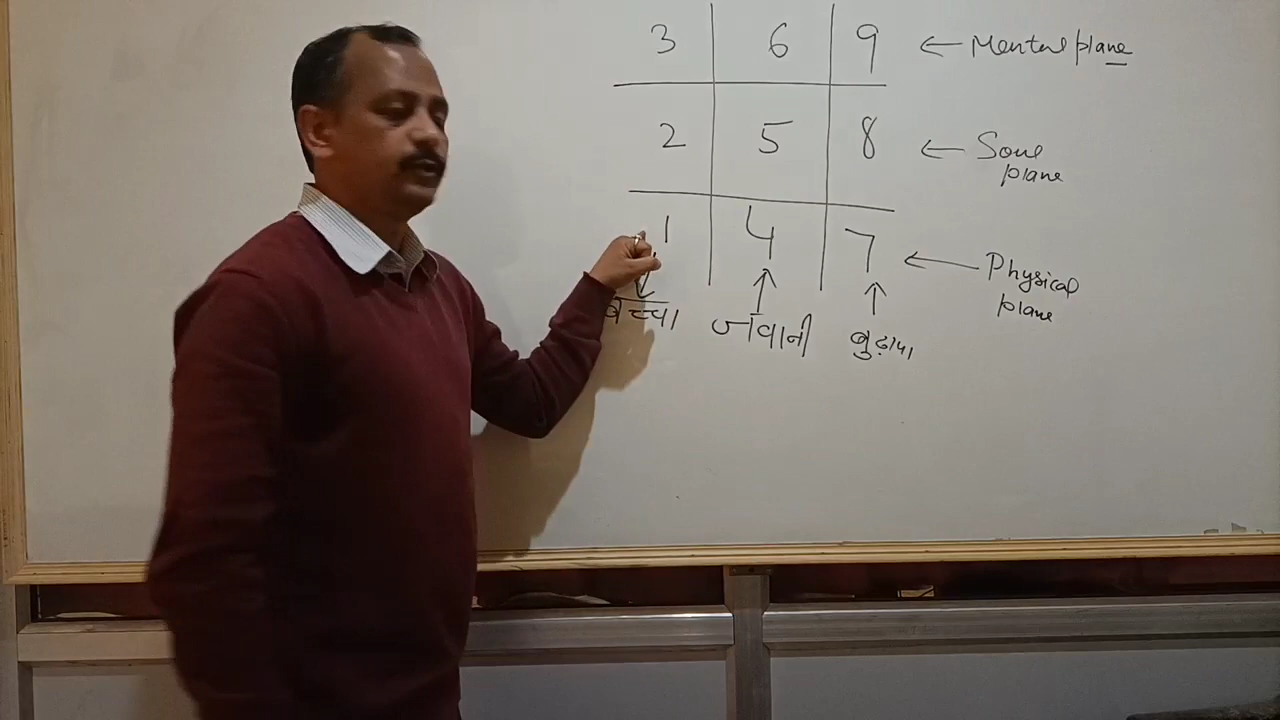 3 6 9 ← Mental plane
2 5 8 ← Soul
plane
1 4 7 ← Physical
plane
बच्चा जवानी बुढ़ापा